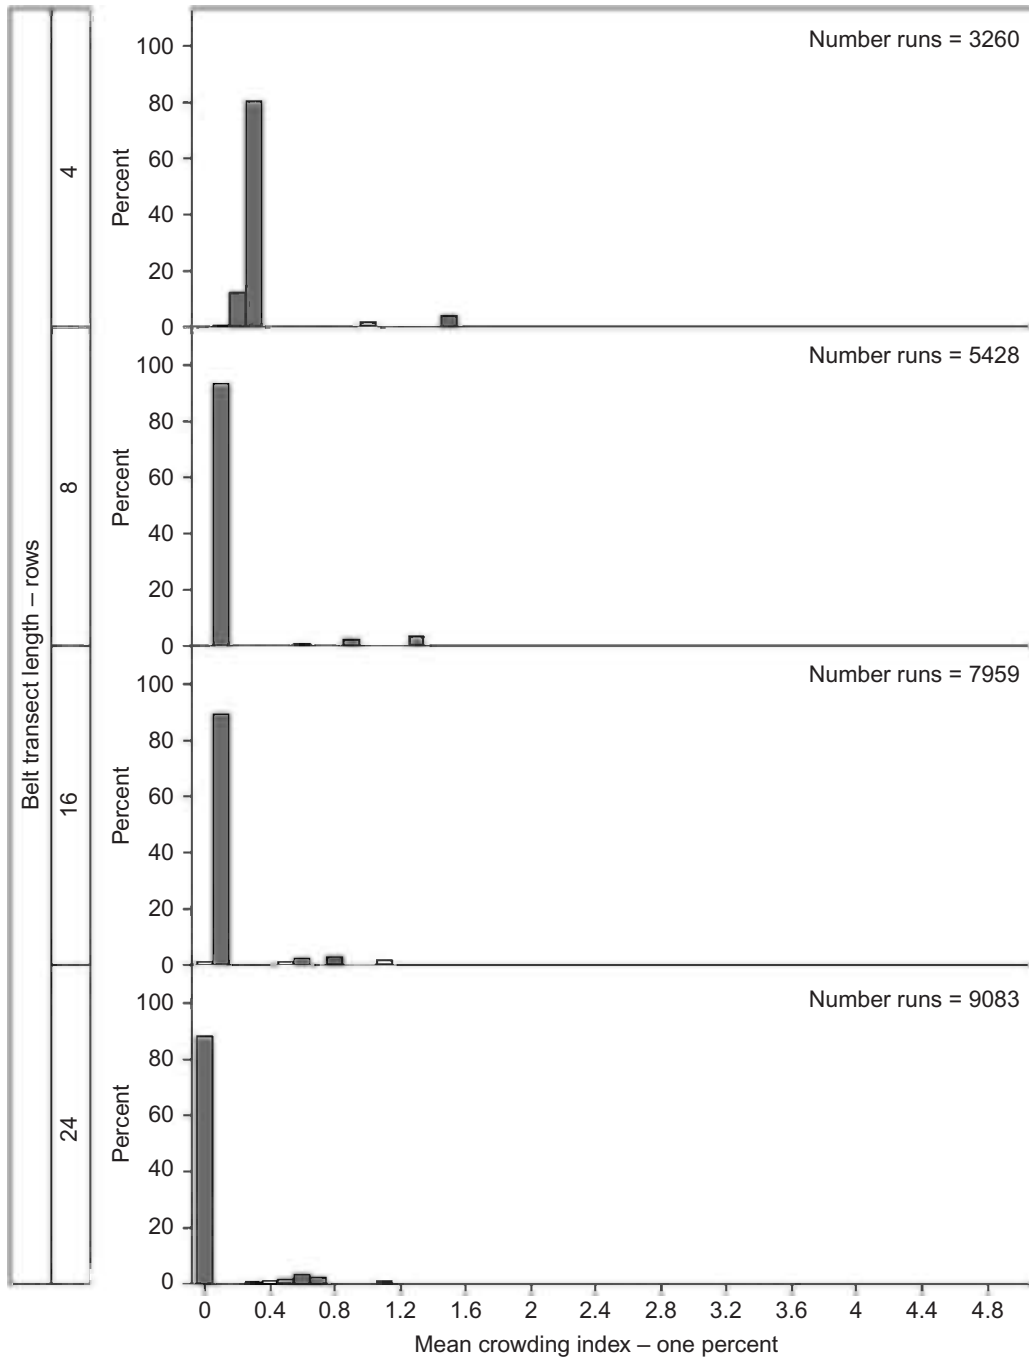 Belt transect length – rows
4
Percent
100
80
60
40
20
0
Number runs = 3260
8
Percent
100
80
60
40
20
0
Number runs = 5428
16
Percent
100
80
60
40
20
0
Number runs = 7959
24
Percent
100
80
60
40
20
0
Number runs = 9083
0 0.4 0.8 1.2 1.6 2 2.4 2.8 3.2 3.6 4 4.4 4.8
Mean crowding index – one percent